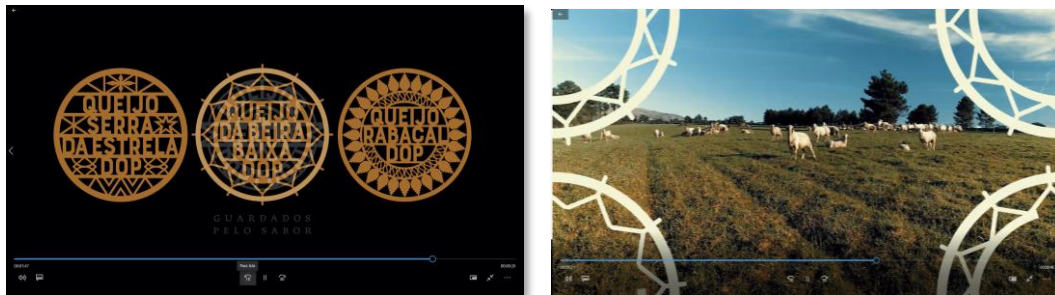 QUEIJO
SERRA
DA ESTRELA
DOP
QUEIJO
DA BEIRA
BAIXA
DOP
QUEIJO
RABAÇAL
DOP
GUARDADOS
PELO SABOR